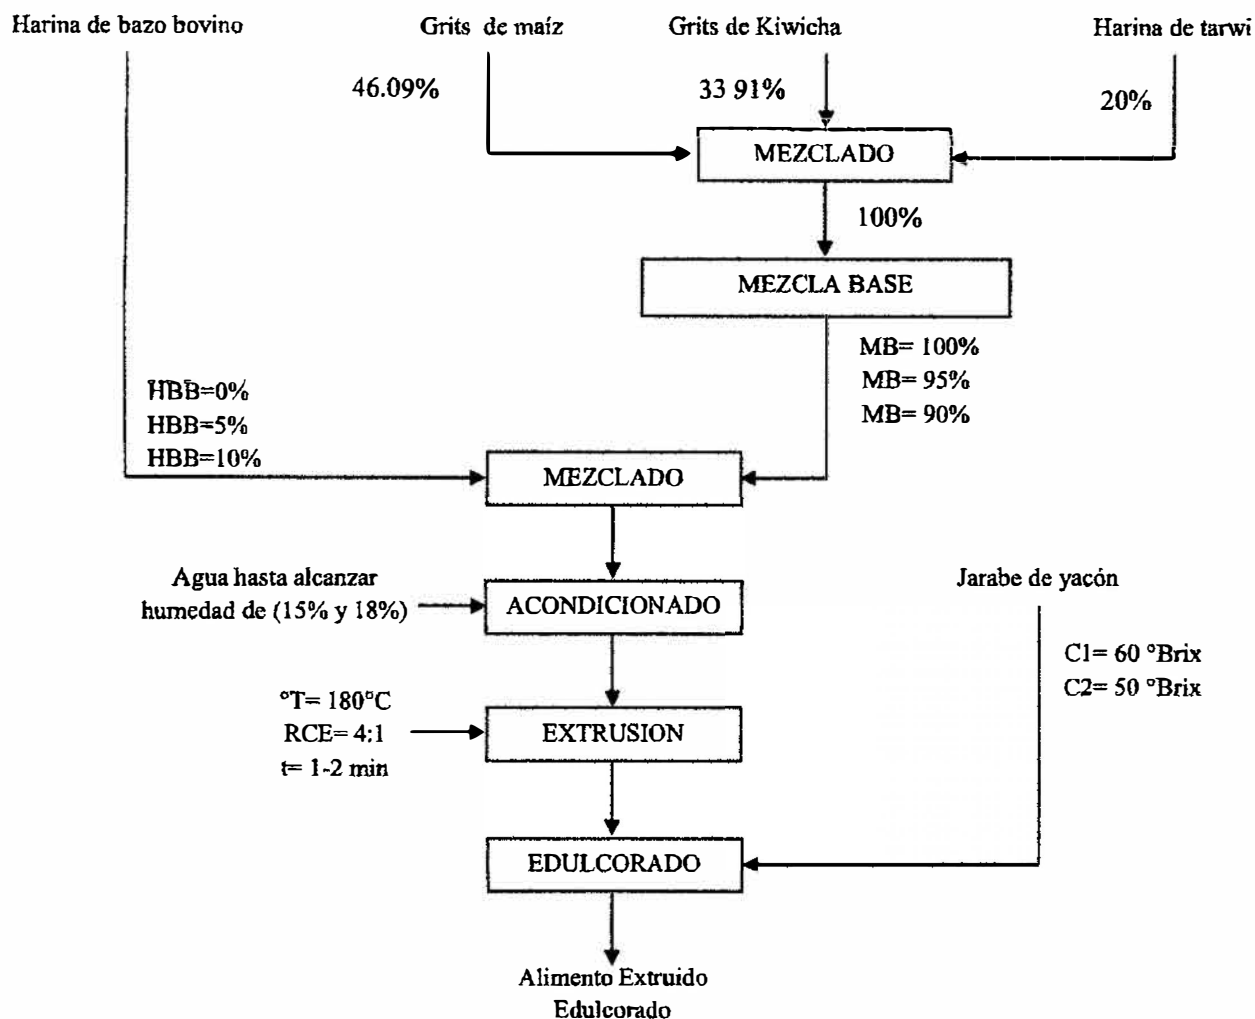 Harina de bazo bovino
Grits de maíz
Grits de Kiwicha
Harina de tarwi
46.09%
33 91%
20%
MEZCLADO
100%
MEZCLA BASE
MB= 100%
MB= 95%
MB= 90%
HBB=0%
HBB=5%
HBB=10%
MEZCLADO
Agua hasta alcanzar
humedad de (15% y 18%)
ACONDICIONADO
Jarabe de yacón
C1= 60 °Brix
C2= 50 °Brix
°T= 180°C
RCE= 4:1
t= 1-2 min
EXTRUSION
EDULCORADO
Alimento Extruido
Edulcorado